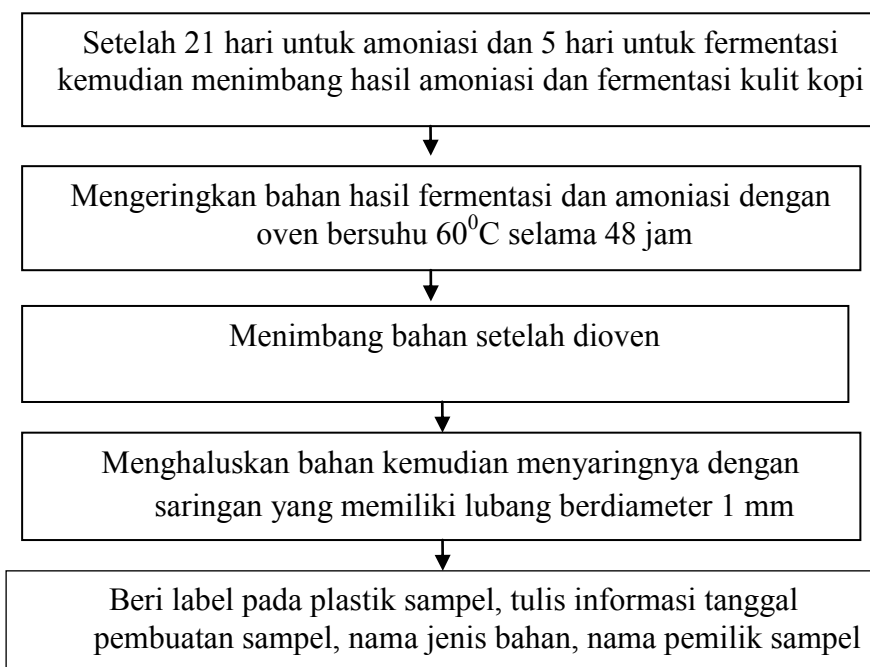 Setelah 21 hari untuk amoniasi dan 5 hari untuk fermentasi
kemudian menimbang hasil amoniasi dan fermentasi kulit kopi
Mengeringkan bahan hasil fermentasi dan amoniasi dengan
oven bersuhu 60⁰C selama 48 jam
Menimbang bahan setelah dioven
Menghaluskan bahan kemudian menyaringnya dengan
saringan yang memiliki lubang berdiameter 1 mm
Beri label pada plastik sampel, tulis informasi tanggal
pembuatan sampel, nama jenis bahan, nama pemilik sampel